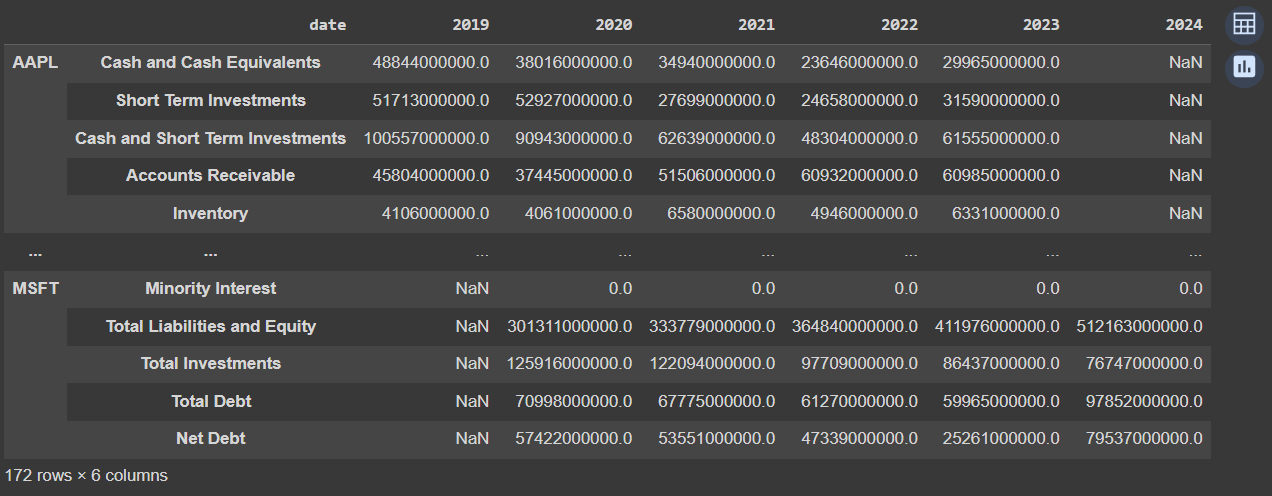 date 2019 2020 2021 2022 2023 2024
AAPL Cash and Cash Equivalents 48844000000.0 38016000000.0 34940000000.0 23646000000.0 29965000000.0 NaN
Short Term Investments 51713000000.0 52927000000.0 27699000000.0 24658000000.0 31590000000.0 NaN
Cash and Short Term Investments 100557000000.0 90943000000.0 62639000000.0 48304000000.0 61555000000.0 NaN
Accounts Receivable 45804000000.0 37445000000.0 51506000000.0 60932000000.0 60985000000.0 NaN
Inventory 4106000000.0 4061000000.0 6580000000.0 4946000000.0 6331000000.0 NaN
... ... ... ... ... ... ... ...
MSFT Minority Interest NaN 0.0 0.0 0.0 0.0 0.0
Total Liabilities and Equity NaN 301311000000.0 333779000000.0 364840000000.0 411976000000.0 512163000000.0
Total Investments NaN 125916000000.0 122094000000.0 97709000000.0 86437000000.0 76747000000.0
Total Debt NaN 70998000000.0 67775000000.0 61270000000.0 59965000000.0 97852000000.0
Net Debt NaN 57422000000.0 53551000000.0 47339000000.0 25261000000.0 79537000000.0
172 rows × 6 columns